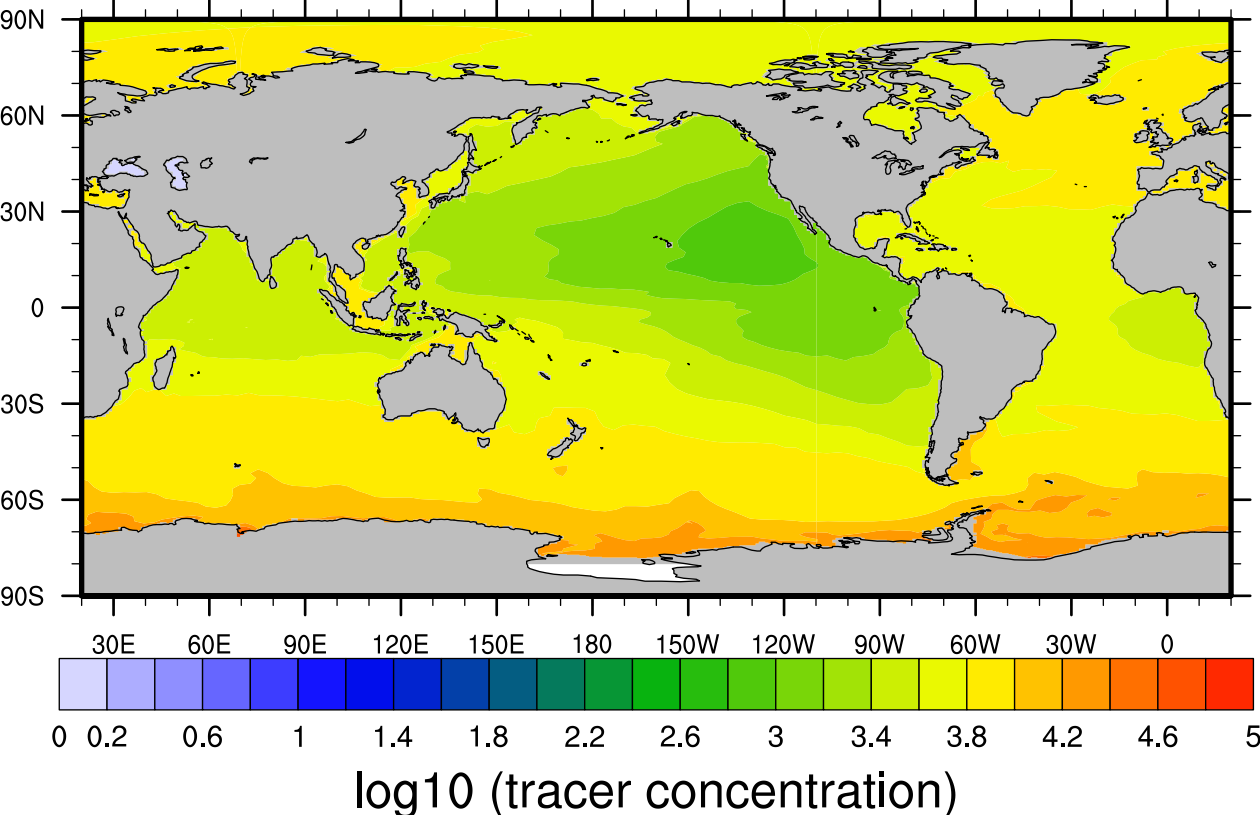 90N
60N
30N
0
30S
60S
90S
30E 60E 90E 120E 150E 180 150W 120W 90W 60W 30W 0
0 0.2 0.6 1 1.4 1.8 2.2 2.6 3 3.4 3.8 4.2 4.6 5
log10 (tracer concentration)